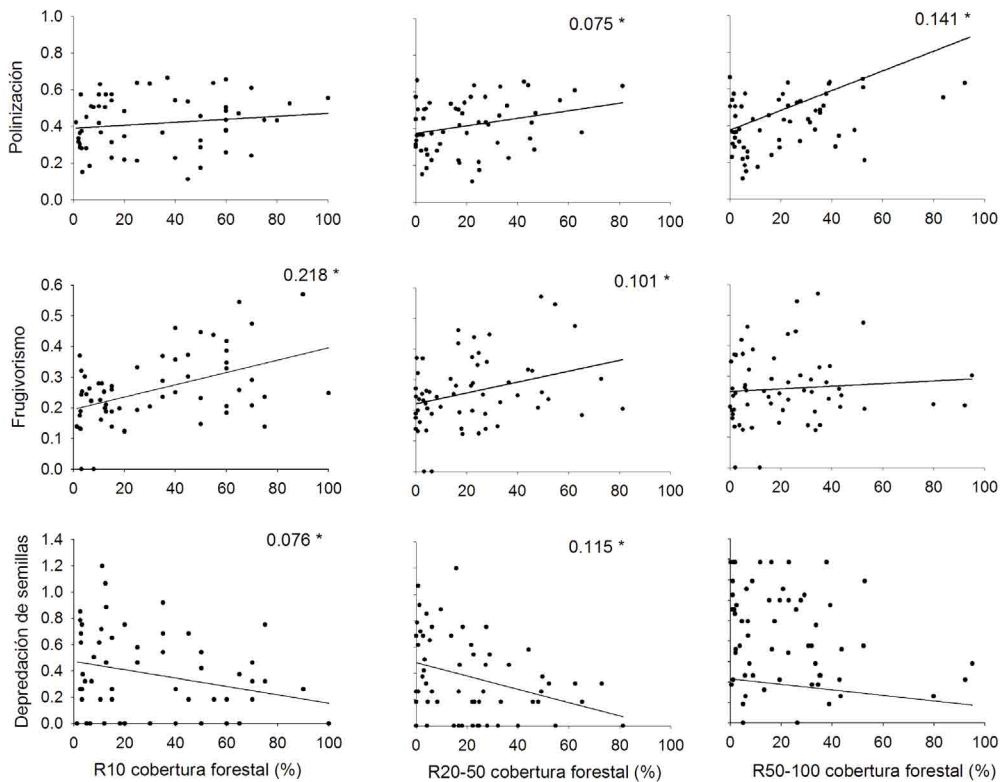 0.075 *
0.141 *
Polinización
1.0
0.8
0.6
0.4
0.2
0.0
0 20 40 60 80 100
0 20 40 60 80 100
0 20 40 60 80 100
0.218 *
0.101 *
Frugivorismo
0.6
0.5
0.4
0.3
0.2
0.1
0.0
0 20 40 60 80 100
0 20 40 60 80 100
0 20 40 60 80 100
0.076 *
0.115 *
Depredación de semillas
1.4
1.2
1.0
0.8
0.6
0.4
0.2
0.0
0 20 40 60 80 100
0 20 40 60 80 100
0 20 40 60 80 100
R10 cobertura forestal (%)
R20-50 cobertura forestal (%)
R50-100 cobertura forestal (%)